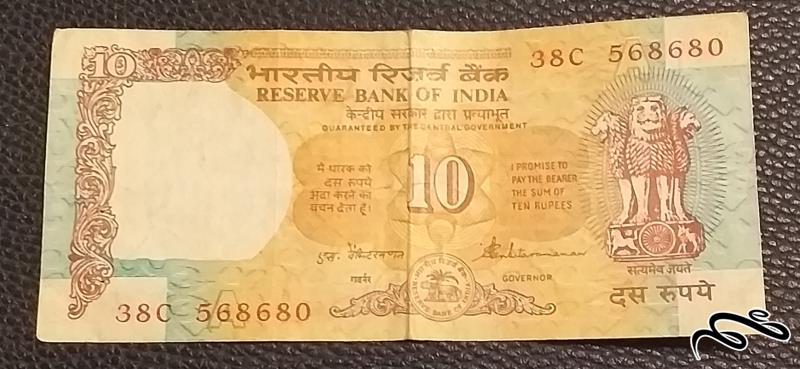 10
38C 568680
भारतीय रिज़र्व बैंक
RESERVE BANK OF INDIA
केन्द्रीय सरकार द्वारा प्रत्याभूत
GUARANTEED BY THE CENTRAL GOVERNMENT
मैं धारक को
दस रुपये
अदा करने का
वचन देता हूँ।
10
I PROMISE TO
PAY THE BEARER
THE SUM OF
TEN RUPEES
गवर्नर
GOVERNOR
सत्यमेव जयते
दस रुपये
38C 568680